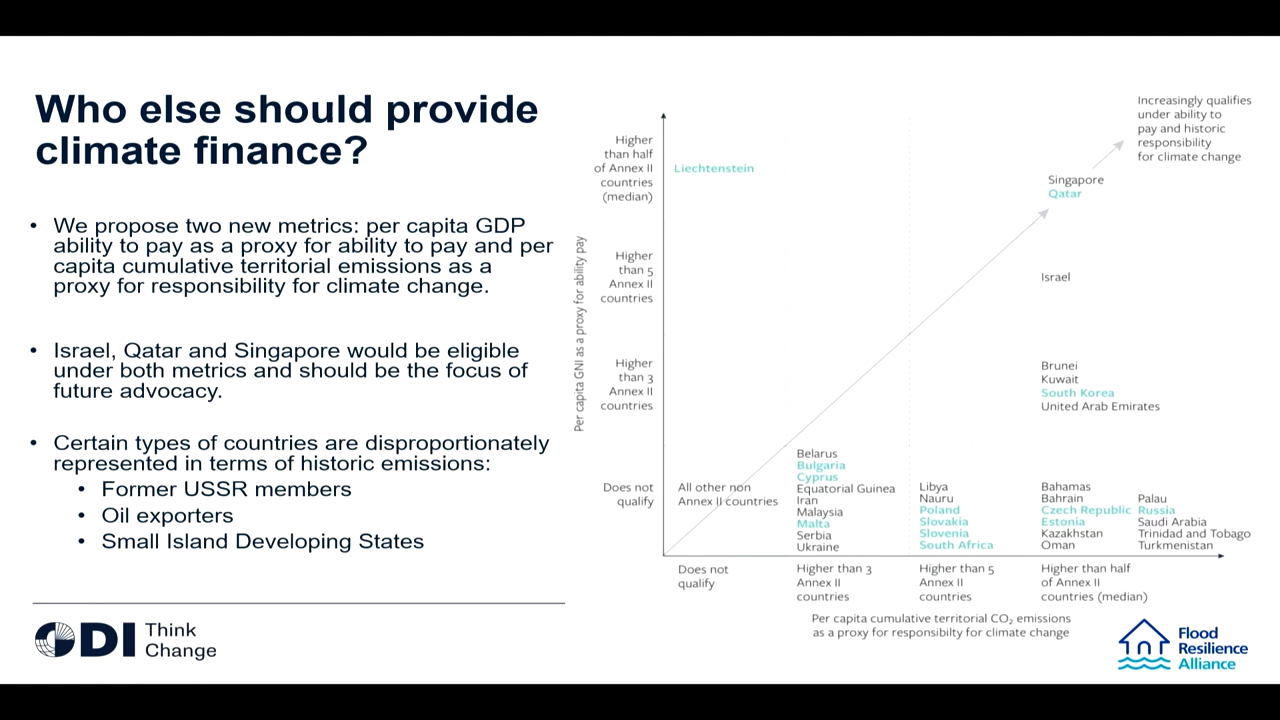 Who else should provide
climate finance?
• We propose two new metrics: per capita GDP
ability to pay as a proxy for ability to pay and per
capita cumulative territorial emissions as a
proxy for responsibility for climate change.
• Israel, Qatar and Singapore would be eligible
under both metrics and should be the focus of
future advocacy.
• Certain types of countries are disproportionately
represented in terms of historic emissions:
• Former USSR members
• Oil exporters
• Small Island Developing States
ODI
Think
Change
Per capita GNI as a proxy for ability pay
Higher
than half
of Annex II
countries
(median)
Higher
than 5
Annex II
countries
Higher
than 3
Annex II
countries
Does not
qualify
Increasingly qualifies
under ability to
pay and historic
responsibility
for climate change
Liechtenstein
Singapore
Qatar
Israel
Brunei
Kuwait
South Korea
United Arab Emirates
All other non
Annex II countries
Belarus
Bulgaria
Cyprus
Equatorial Guinea
Iran
Malaysia
Malta
Serbia
Ukraine
Libya
Nauru
Poland
Slovakia
Slovenia
South Africa
Bahamas
Bahrain
Czech Republic
Estonia
Kazakhstan
Oman
Palau
Russia
Saudi Arabia
Trinidad and Tobago
Turkmenistan
Does not
qualify
Higher than 3
Annex II
countries
Higher than 5
Annex II
countries
Higher than half
of Annex II
countries (median)
Per capita cumulative territorial CO₂ emissions
as a proxy for responsibilty for climate change
Flood
Resilience
Alliance